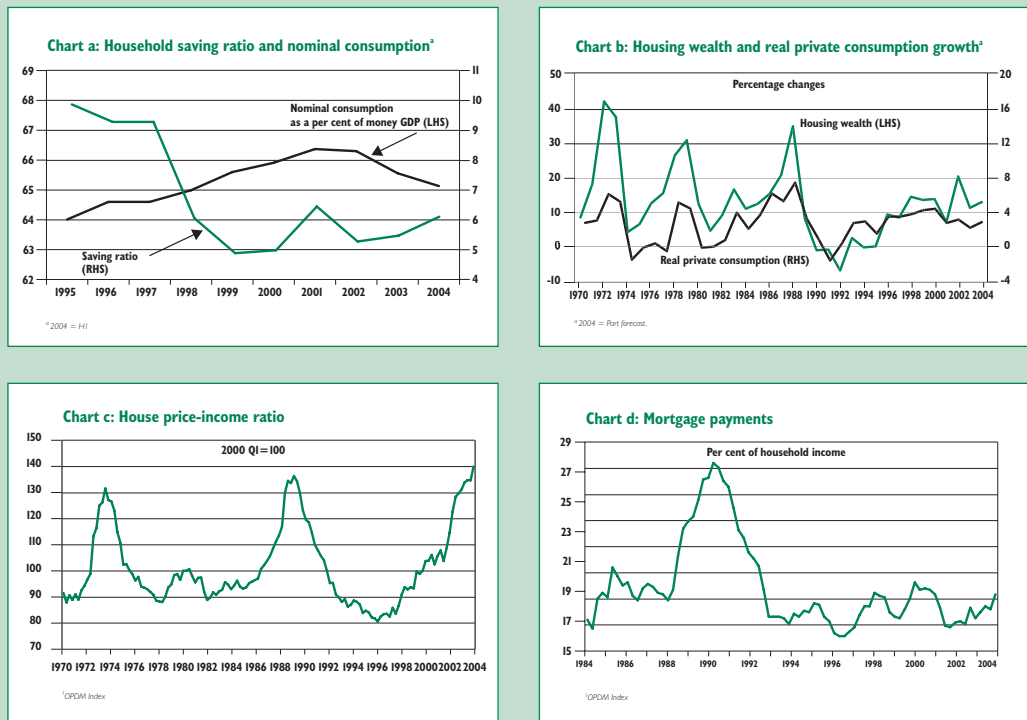 Chart a: Household saving ratio and nominal consumptionª
69
68
67
66
65
64
63
62
11
10
9
8
7
6
5
4
Nominal consumption
as a per cent of money GDP (LHS)
Saving ratio
(RHS)
1995 1996 1997 1998 1999 2000 2001 2002 2003 2004
ª 2004 = H1
Chart b: Housing wealth and real private consumption growthª
50
40
30
20
10
0
-10
20
16
12
8
4
0
-4
Percentage changes
Housing wealth (LHS)
Real private consumption (RHS)
1970 1972 1974 1976 1978 1980 1982 1984 1986 1988 1990 1992 1994 1996 1998 2000 2002 2004
ª 2004 = Part forecast.
Chart c: House price-income ratio
150
140
130
120
110
100
90
80
70
2000 Q1=100
1970 1972 1974 1976 1978 1980 1982 1984 1986 1988 1990 1992 1994 1996 1998 2000 2002 2004
¹OPDM Index
Chart d: Mortgage payments
29
27
25
23
21
19
17
15
Per cent of household income
1984 1986 1988 1990 1992 1994 1996 1998 2000 2002 2004
¹OPDM Index